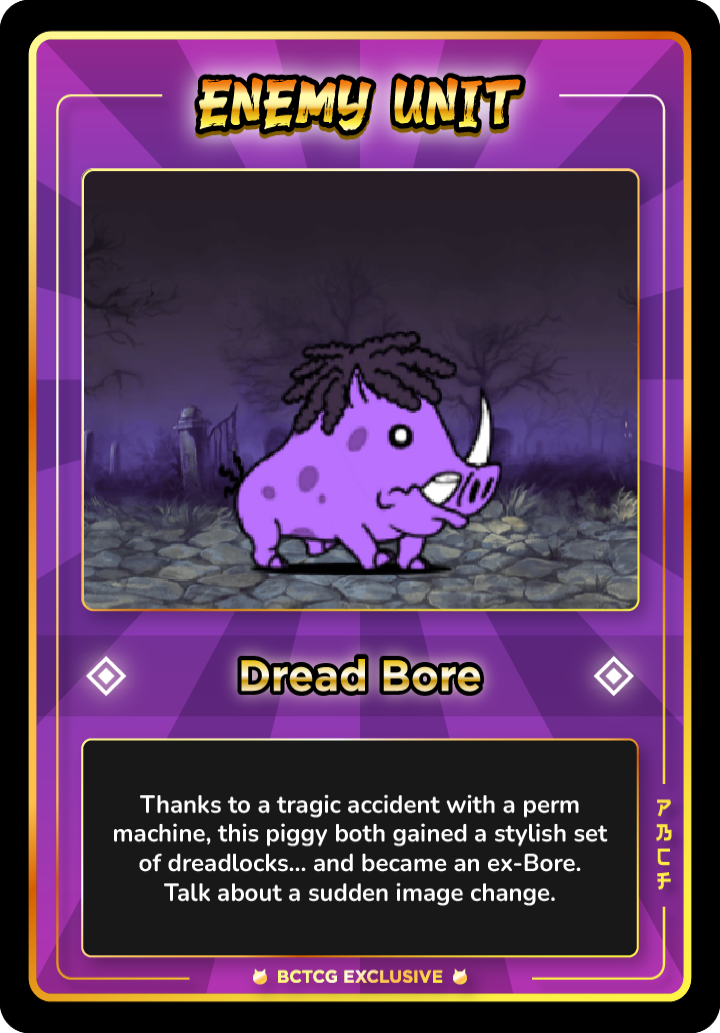 ENEMY UNIT
Dread Bore
Thanks to a tragic accident with a perm
machine, this piggy both gained a stylish set
of dreadlocks... and became an ex-Bore.
Talk about a sudden image change.
BCTCG EXCLUSIVE